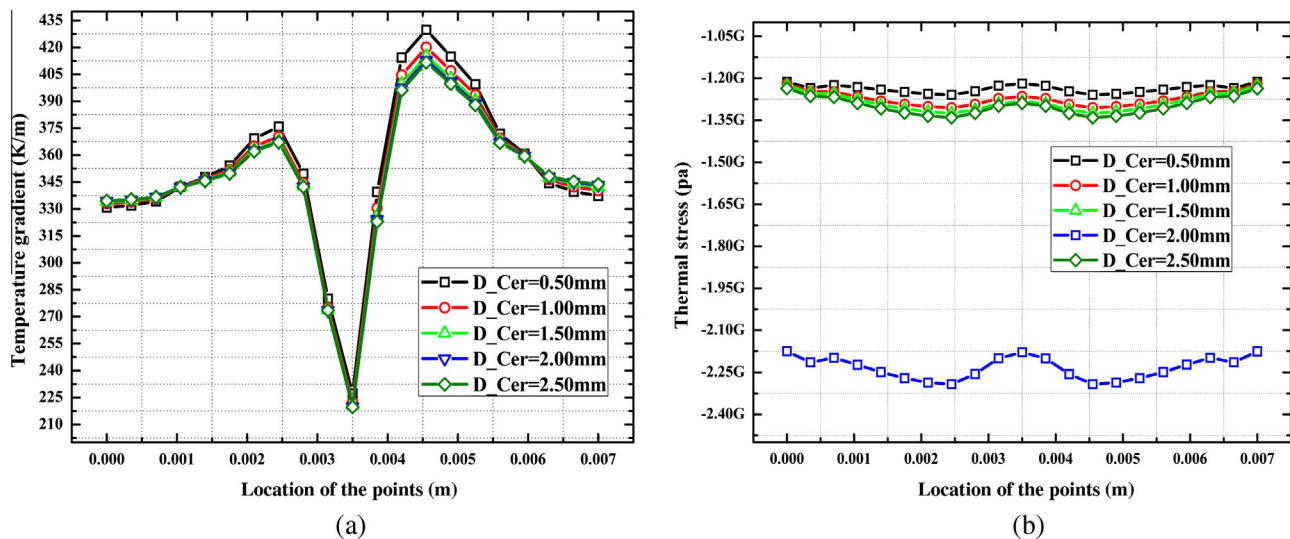 435
420
405
390
375
360
345
330
315
300
285
270
255
240
225
210
Temperature gradient (K/m)
0.000 0.001 0.002 0.003 0.004 0.005 0.006 0.007
Location of the points (m)
D_Cer=0.50mm
D_Cer=1.00mm
D_Cer=1.50mm
D_Cer=2.00mm
D_Cer=2.50mm
(a)
-1.05G
-1.20G
-1.35G
-1.50G
-1.65G
-1.80G
-1.95G
-2.10G
-2.25G
-2.40G
Thermal stress (pa)
0.000 0.001 0.002 0.003 0.004 0.005 0.006 0.007
Location of the points (m)
D_Cer=0.50mm
D_Cer=1.00mm
D_Cer=1.50mm
D_Cer=2.00mm
D_Cer=2.50mm
(b)